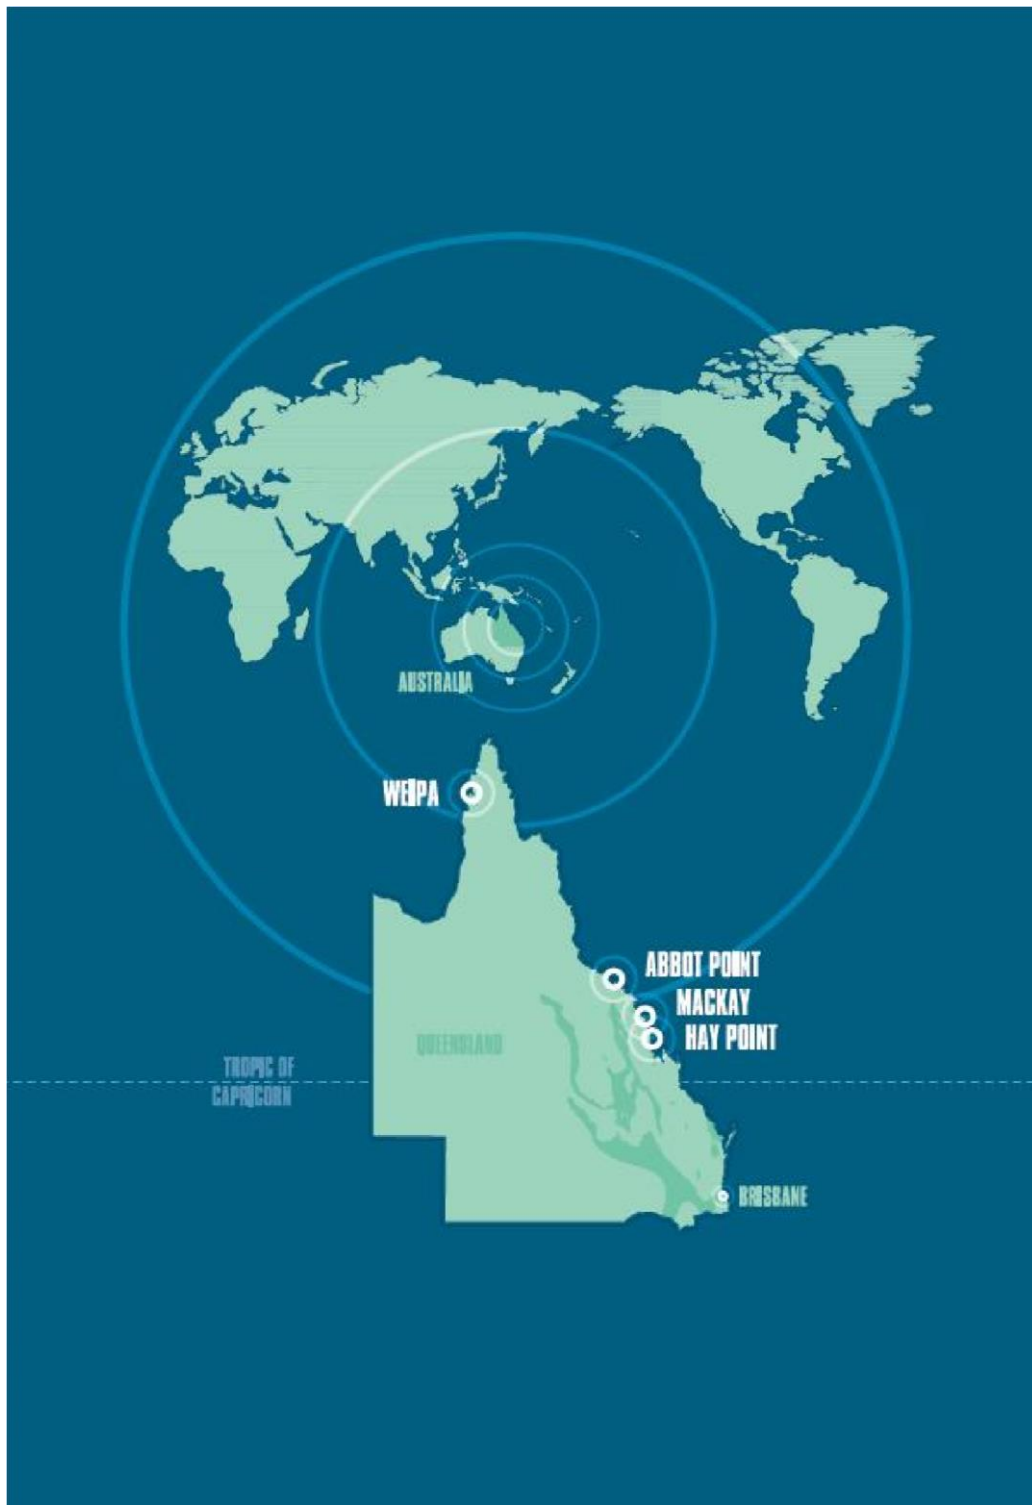 AUSTRALIA
WEIPA
ABBOT POINT
MACKAY
HAY POINT
QUEENSLAND
TROPIC OF
CAPRICORN
BRISBANE